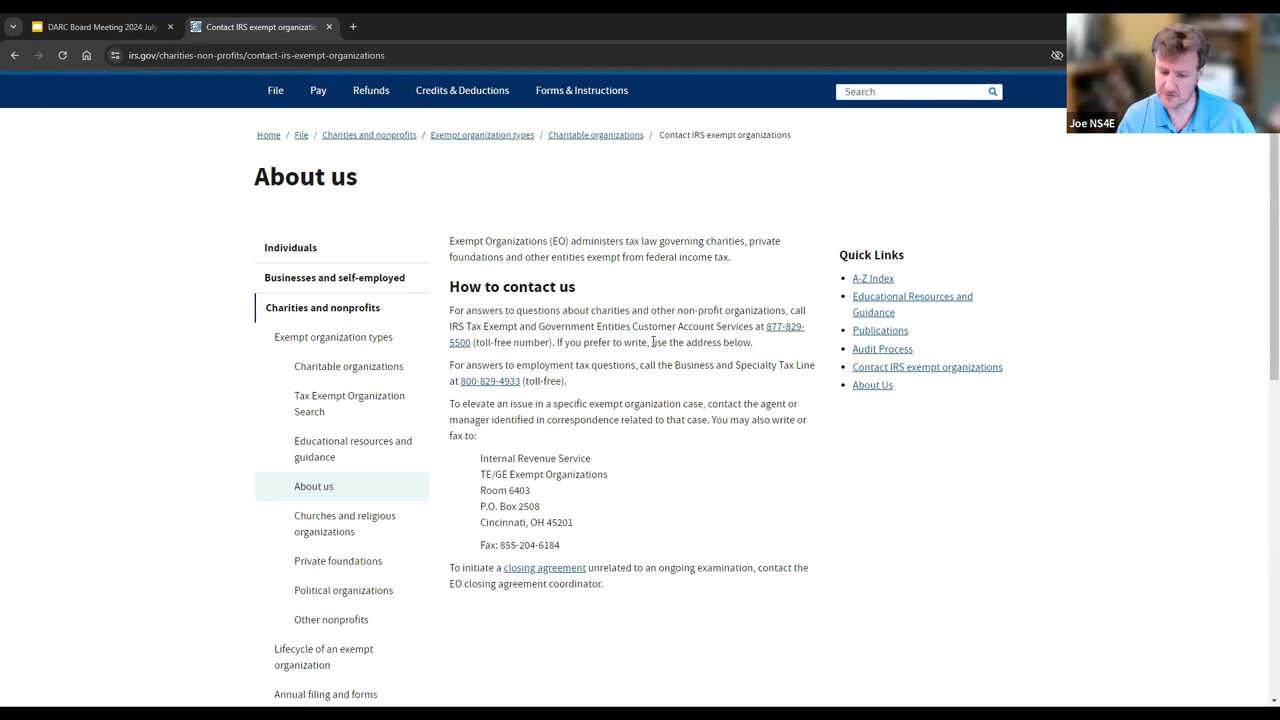 DARC Board Meeting 2024 July
Contact IRS exempt organizatio
irs.gov/charities-non-profits/contact-irs-exempt-organizations
File Pay Refunds Credits & Deductions Forms & Instructions
Search
Joe NS4E
Home / File / Charities and nonprofits / Exempt organization types / Charitable organizations / Contact IRS exempt organizations
About us
Individuals
Businesses and self-employed
Charities and nonprofits
Exempt organization types
Charitable organizations
Tax Exempt Organization
Search
Educational resources and
guidance
About us
Churches and religious
organizations
Private foundations
Political organizations
Other nonprofits
Lifecycle of an exempt
organization
Annual filing and forms
Exempt Organizations (EO) administers tax law governing charities, private
foundations and other entities exempt from federal income tax.
How to contact us
For answers to questions about charities and other non-profit organizations, call
IRS Tax Exempt and Government Entities Customer Account Services at 877-829-
5500 (toll-free number). If you prefer to write, use the address below.
For answers to employment tax questions, call the Business and Specialty Tax Line
at 800-829-4933 (toll-free).
To elevate an issue in a specific exempt organization case, contact the agent or
manager identified in correspondence related to that case. You may also write or
fax to:
Internal Revenue Service
TE/GE Exempt Organizations
Room 6403
P.O. Box 2508
Cincinnati, OH 45201
Fax: 855-204-6184
To initiate a closing agreement unrelated to an ongoing examination, contact the
EO closing agreement coordinator.
Quick Links
A-Z Index
Educational Resources and
Guidance
Publications
Audit Process
Contact IRS exempt organizations
About Us